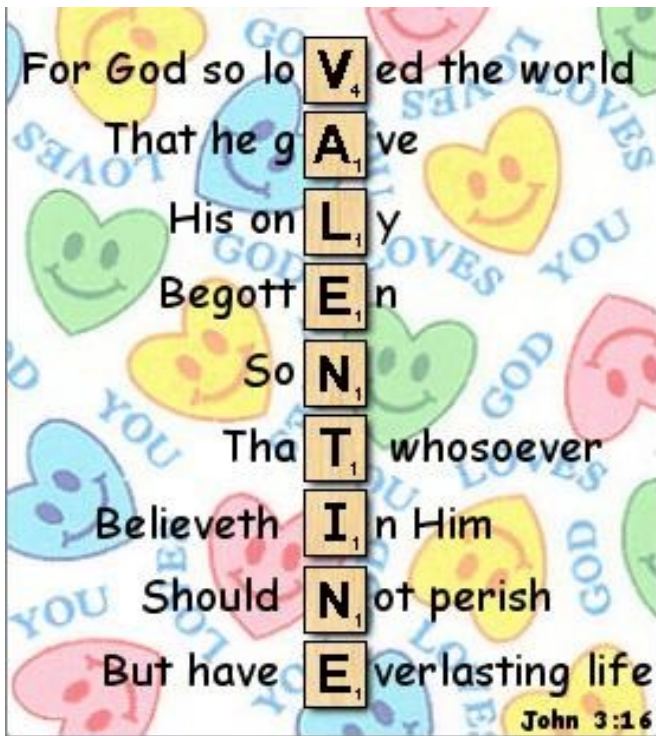 For God so loVed the world
That he gAve
His onLy
BegottEn
SoN
ThaT whosoever
Believeth In Him
Should Not perish
But have Everlasting life
John 3:16